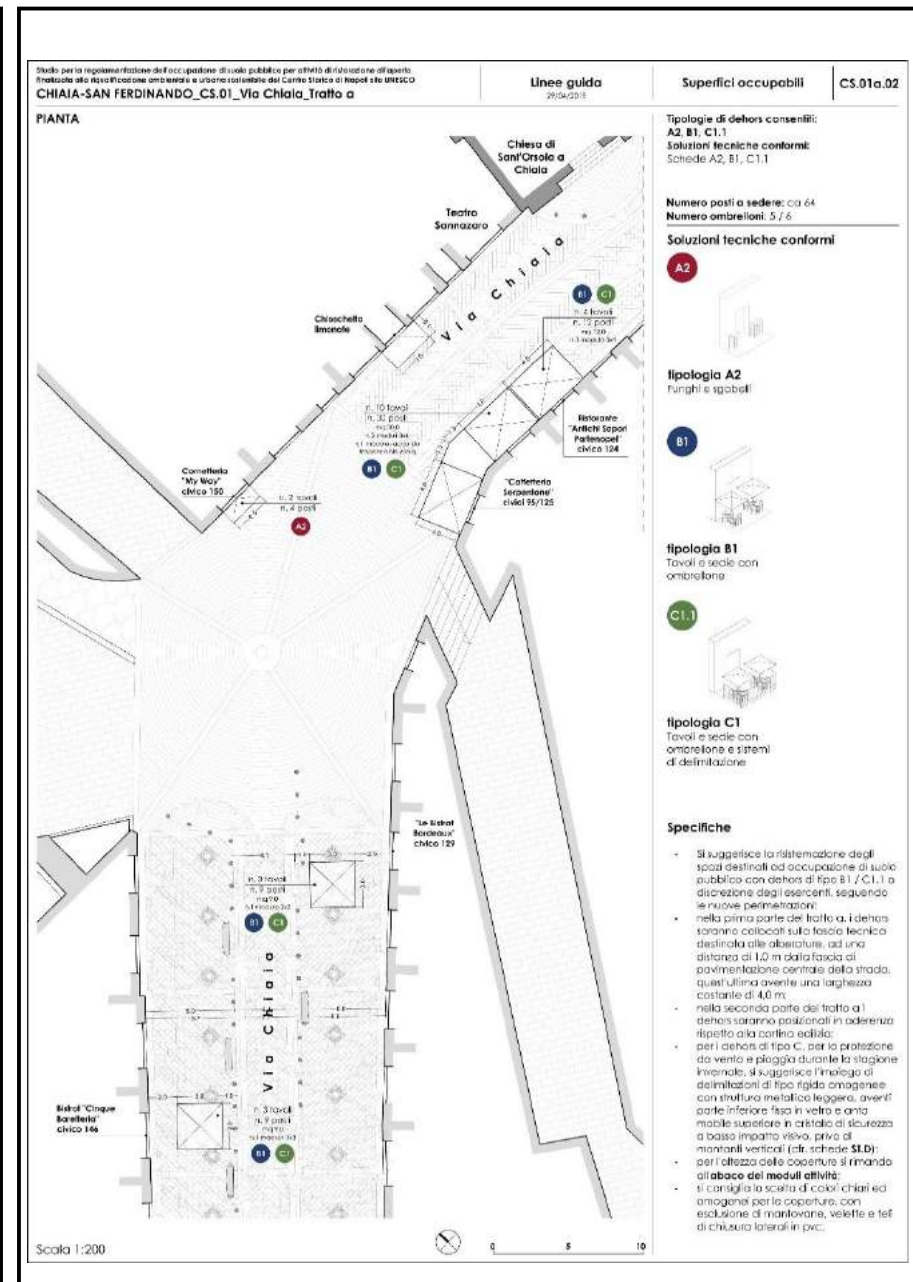 Studio per la regolamentazione dell'occupazione di suolo pubblico per attività di ristorazione all'aperto
finalizzata alla riqualificazione ambientale e urbana sostenibile del Centro Storico di Napoli sito UNESCO
CHIAIA-SAN FERDINANDO_CS.01_Via Chiaia_Tratto a
Linee guida
29/04/2015
Superfici occupabili
CS.01a.02
PIANTA
Chiesa di
Sant'Orsola a
Chiaia
Teatro
Sannazaro
Via Chiaia
Chioschetto
limonate
B1 C1
n. 4 tavoli
n. 12 posti
n. 10 tavoli
n. 30 posti
B1 C1
Ristorante
"Antichi Sapori
Partenopei"
civico 124
Cornetteria
"My Way"
civico 150
n. 2 tavoli
n. 4 posti
A2
"Caffetteria
Serpentone"
civici 95/125
"Le Bistrot
Bordeaux"
civico 129
n. 3 tavoli
n. 9 posti
B1 C1
Via Chiaia
Bistrot "Cinque
Baretteria"
civico 146
n. 3 tavoli
n. 9 posti
B1 C1
Scala 1:200
0 5 10
Tipologie di dehors consentiti:
A2, B1, C1.1
Soluzioni tecniche conformi:
Schede A2, B1, C1.1
Numero posti a sedere: ca 64
Numero ombrelloni: 5 / 6
Soluzioni tecniche conformi
A2
tipologia A2
Funghi e sgabelli
B1
tipologia B1
Tavoli e sedie con
ombrellone
C1.1
tipologia C1
Tavoli e sedie con
ombrellone e sistemi
di delimitazione
Specifiche
- Si suggerisce la risistemazione degli
spazi destinati ad occupazione di suolo
pubblico con dehors di tipo B1 / C1.1 a
discrezione degli esercenti, seguendo
le nuove perimetrazioni;
- nella prima parte del tratto a, i dehors
saranno collocati sulla fascia tecnica
destinata alle alberature, ad una
distanza di 1,0 m dalla fascia di
pavimentazione centrale della strada,
quest'ultima avente una larghezza
costante di 4,0 m;
- nella seconda parte del tratto a i
dehors saranno posizionati in aderenza
rispetto alla cortina edilizia;
- per i dehors di tipo C, per la protezione
da vento e pioggia durante la stagione
invernale, si suggerisce l'impiego di
delimitazioni di tipo rigido omogenee
con struttura metallica leggera, aventi
parte inferiore fissa in vetro e anta
mobile superiore in cristallo di sicurezza
a basso impatto visivo, privo di
montanti verticali (cfr. schede SI.D);
- per l'altezza delle coperture si rimanda
all'abaco dei moduli attività;
- si consiglia la scelta di colori chiari ed
omogenei per le coperture, con
esclusione di mantovane, velette e teli
di chiusura laterali in pvc.